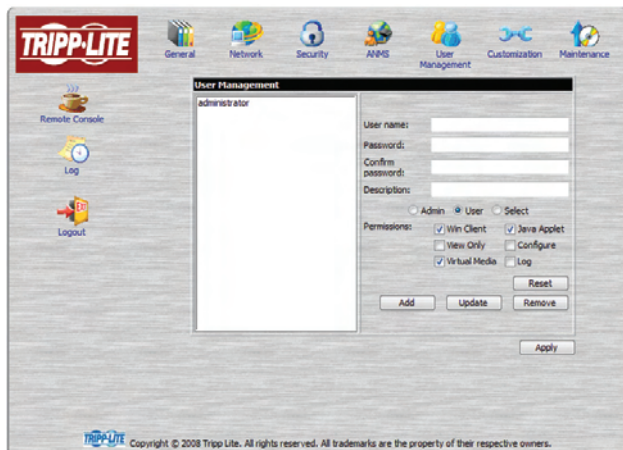 TRIPP·LITE
General
Network
Security
ANMS
User Management
Customization
Maintenance
Remote Console
Log
Logout
User Management
administrator
User name:
Password:
Confirm password:
Description:
Admin User Select
Permissions: Win Client Java Applet
View Only Configure
Virtual Media Log
Reset
Add Update Remove
Apply
TRIPP·LITE Copyright © 2008 Tripp Lite. All rights reserved. All trademarks are the property of their respective owners.